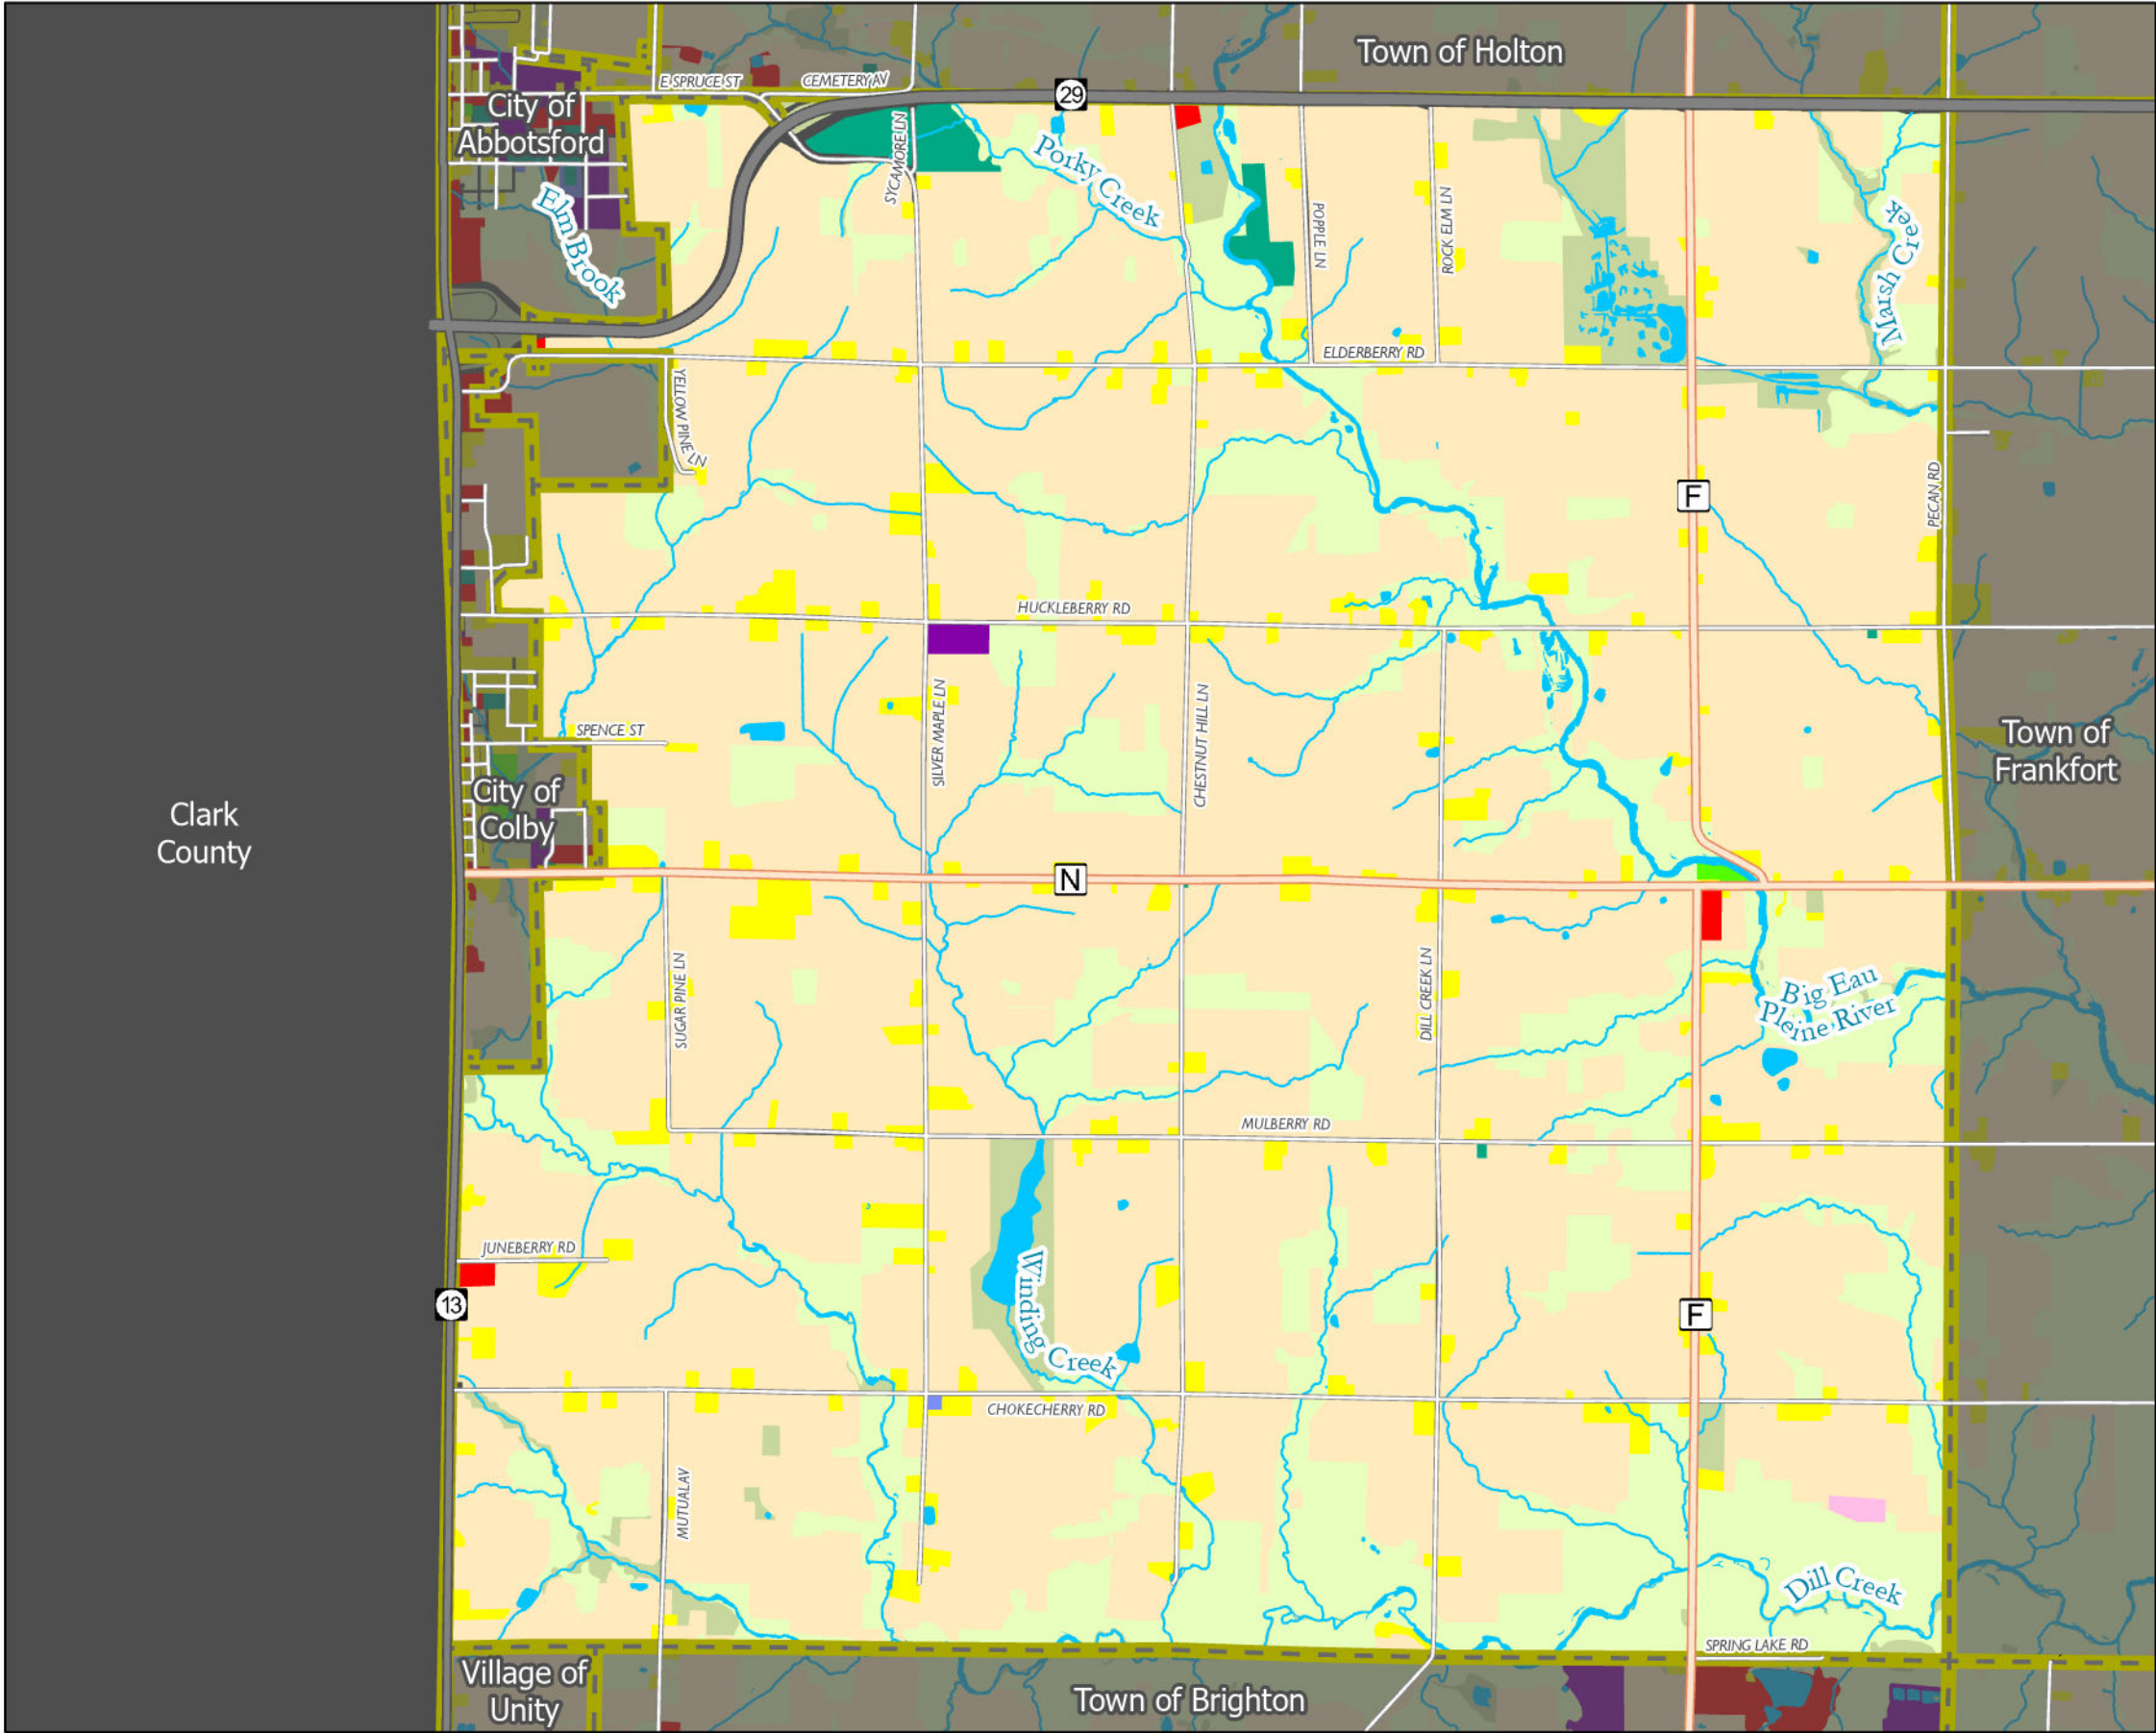 Town of Holton
29
E SPRUCE ST
CEMETERY AV
City of
Abbotsford
Elm Brook
SYCAMORE LN
Porky Creek
POPPLE LN
ROCK ELM LN
Marsh Creek
ELDERBERRY RD
YELLOW PINE LN
F
PECAN RD
HUCKLEBERRY RD
SPENCE ST
SILVER MAPLE LN
CHESTNUT HILL LN
Town of
Frankfort
City of
Colby
Clark
County
N
SUGAR PINE LN
DILL CREEK LN
Big Eau
Pleine River
MULBERRY RD
JUNEBERRY RD
13
Winding Creek
F
CHOKECHERRY RD
MUTUAL AV
Dill Creek
SPRING LAKE RD
Village of
Unity
Town of Brighton